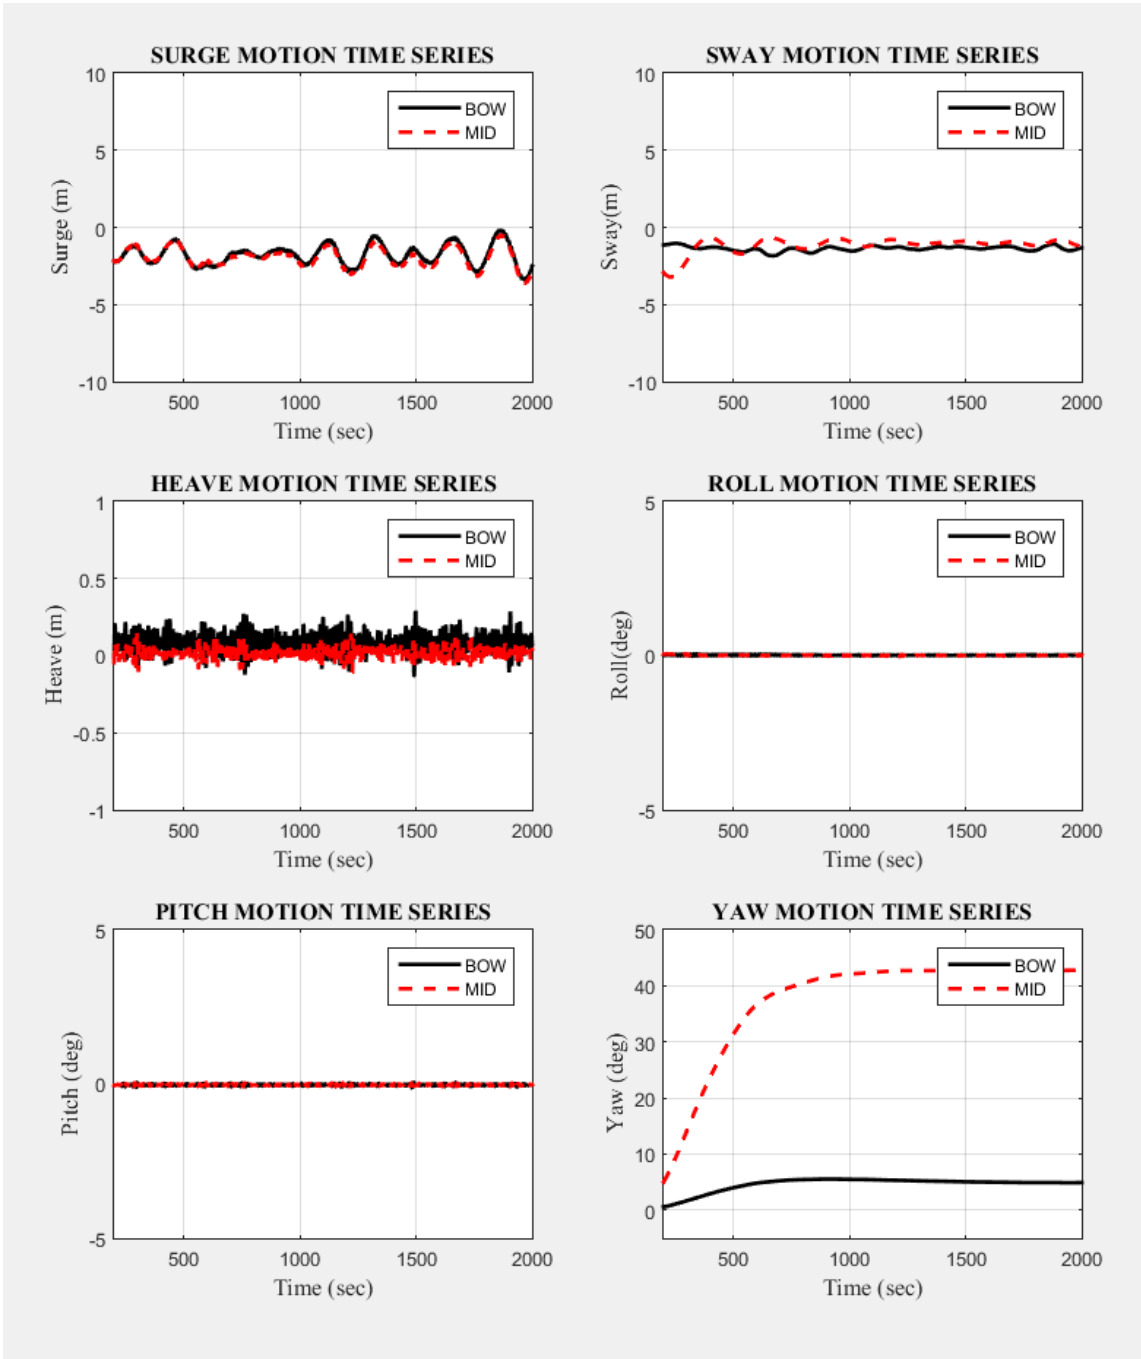 SURGE MOTION TIME SERIES
10
5
0
-5
-10
Surge (m)
BOW
MID
500
1000
1500
2000
Time (sec)
SWAY MOTION TIME SERIES
10
5
0
-5
-10
Sway(m)
BOW
MID
500
1000
1500
2000
Time (sec)
HEAVE MOTION TIME SERIES
1
0.5
0
-0.5
-1
Heave (m)
BOW
MID
500
1000
1500
2000
Time (sec)
ROLL MOTION TIME SERIES
5
0
-5
Roll(deg)
BOW
MID
500
1000
1500
2000
Time (sec)
PITCH MOTION TIME SERIES
5
0
-5
Pitch (deg)
BOW
MID
500
1000
1500
2000
Time (sec)
YAW MOTION TIME SERIES
50
40
30
20
10
0
Yaw (deg)
BOW
MID
500
1000
1500
2000
Time (sec)